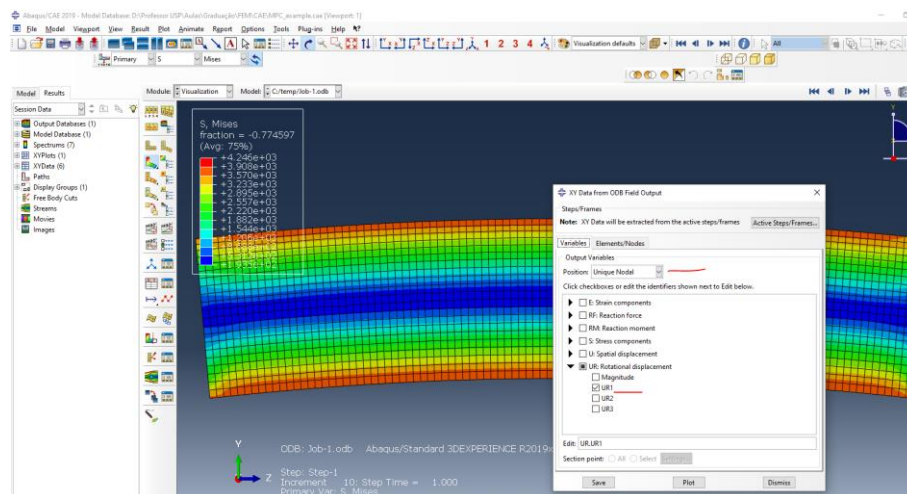 Abaqus/CAE 2019 - Model Database: D:\Professor USP\Aulas\Graduação\FEM\CAE\MPC_example.cae [Viewport: 1]
File Model Viewport View Result Plot Animate Report Options Tools Plug-ins Help
1 2 3 4 Visualization defaults All
Primary S Mises
Model Results Module: Visualization Model: C:/temp/Job-1.odb
Session Data
Output Databases (1)
Model Database (1)
Spectrums (7)
XYPlots (1)
XYData (6)
Paths
Display Groups (1)
Free Body Cuts
Streams
Movies
Images
S, Mises
fraction = -0.774597
(Avg: 75%)
+4.246e+03
+3.908e+03
+3.570e+03
+3.233e+03
+2.895e+03
+2.557e+03
+2.220e+03
+1.882e+03
+1.544e+03
Y
XY Data from ODB Field Output
Steps/Frames
Note: XY Data will be extracted from the active steps/frames Active Steps/Frames...
Variables Elements/Nodes
Output Variables
Position: Unique Nodal
Click checkboxes or edit the identifiers shown next to Edit below.
E: Strain components
RF: Reaction force
RM: Reaction moment
S: Stress components
U: Spatial displacement
UR: Rotational displacement
Magnitude
UR1
UR2
UR3
Edit: UR.UR1
Section point: All Select
Save Plot Dismiss
Y
Z
ODB: Job-1.odb Abaqus/Standard 3DEXPERIENCE R2019x
Step: Step-1
Increment 10: Step Time = 1.000
Primary Var: S, Mises